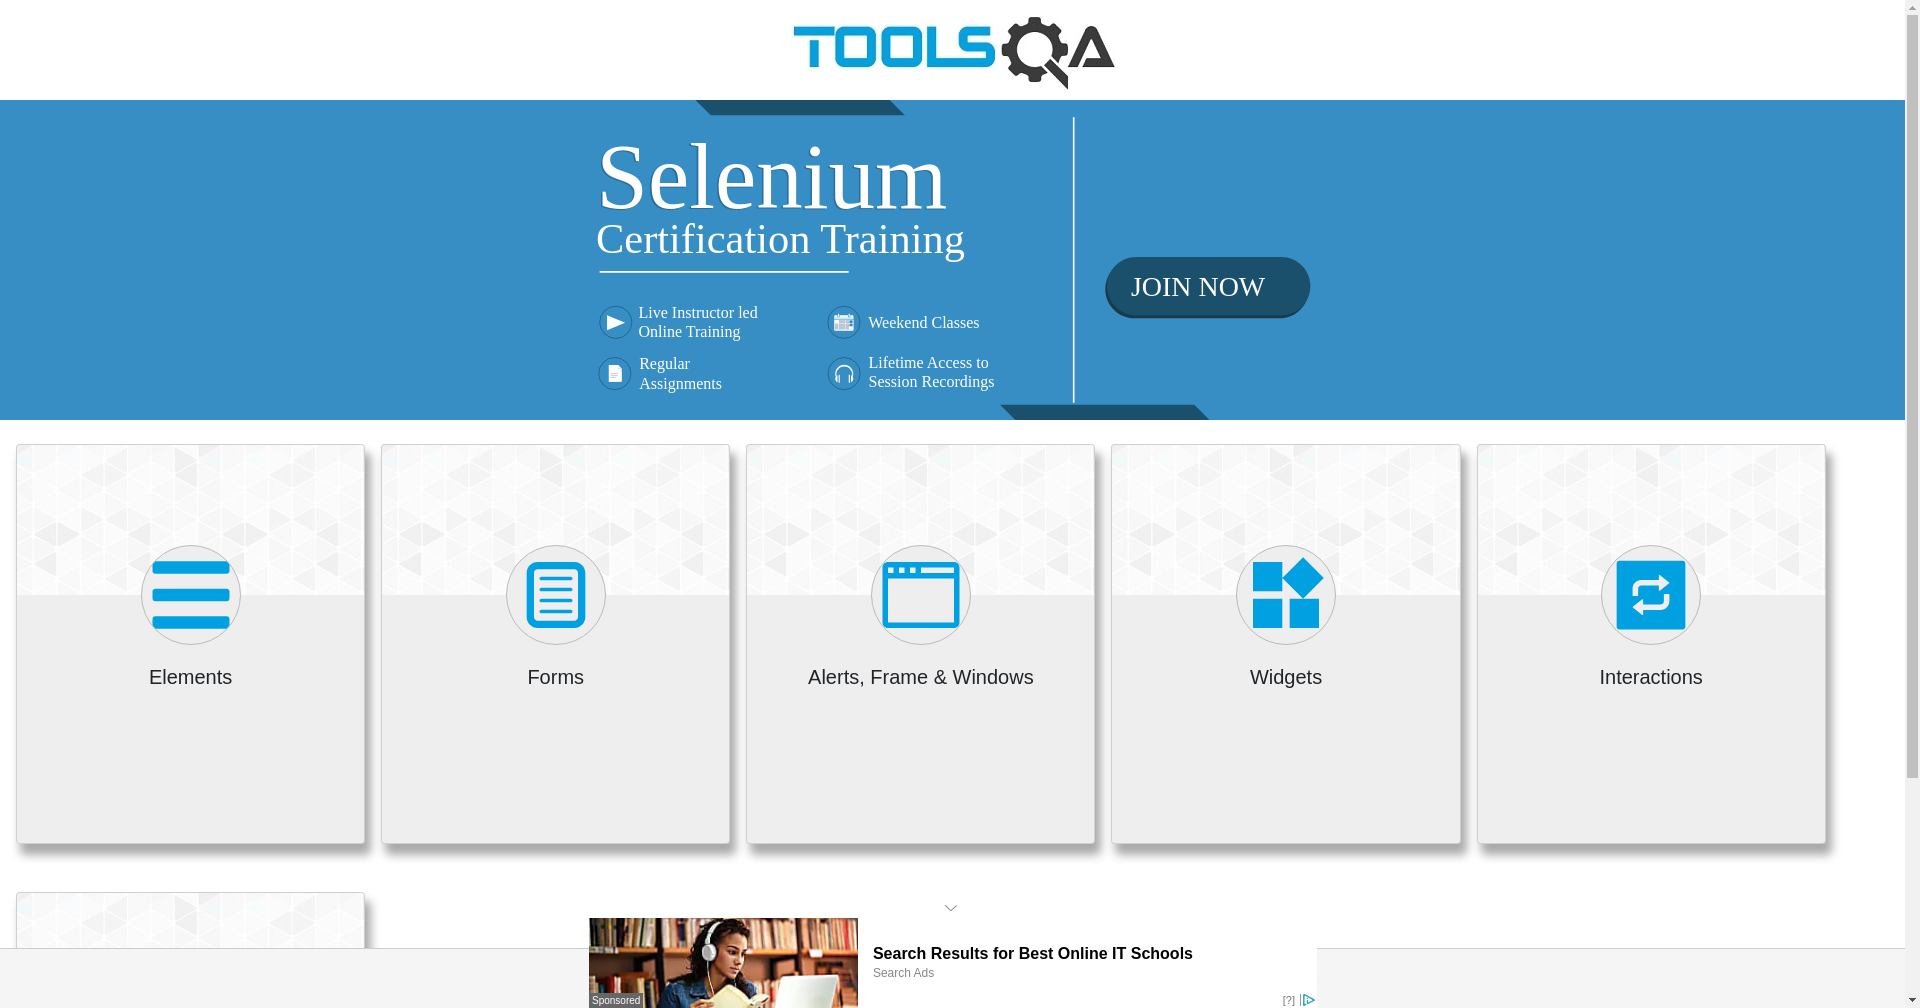 TOOLSQA
Selenium
Certification Training
Live Instructor led
Online Training
Weekend Classes
Regular
Assignments
Lifetime Access to
Session Recordings
JOIN NOW
Elements
Forms
Alerts, Frame & Windows
Widgets
Interactions
Search Results for Best Online IT Schools
Search Ads
Sponsored
[?]